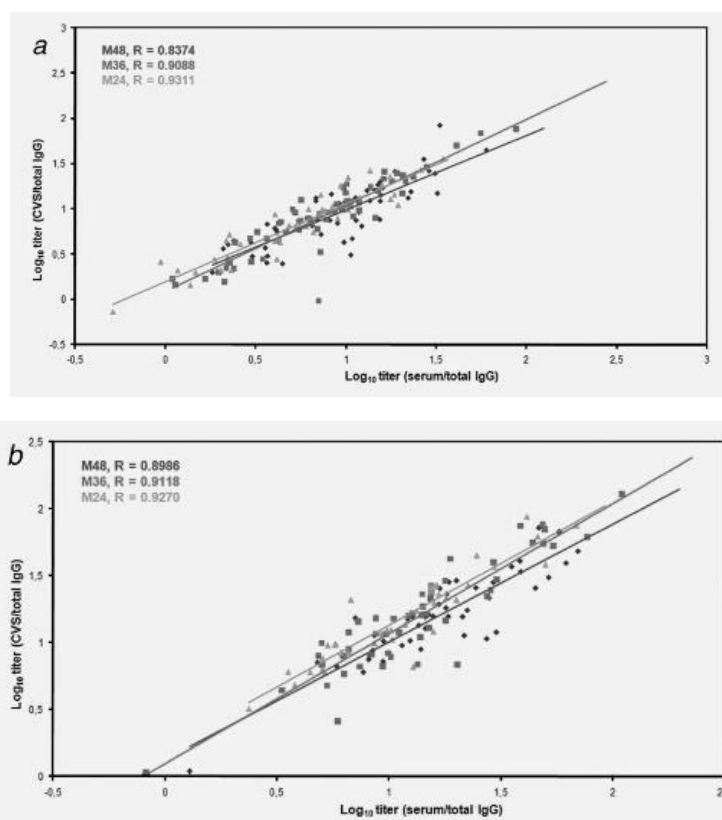 a
M48, R = 0.8374
M36, R = 0.9088
M24, R = 0.9311
3
2,5
2
1,5
1
0,5
0
-0,5
Log₁₀ titer (CVS/total IgG)
-0,5 0 0,5 1 1,5 2 2,5 3
Log₁₀ titer (serum/total IgG)
b
M48, R = 0.8986
M36, R = 0.9118
M24, R = 0.9270
2,5
2
1,5
1
0,5
0
Log₁₀ titer (CVS/total IgG)
-0,5 0 0,5 1 1,5 2
Log₁₀ titer (serum/total IgG)